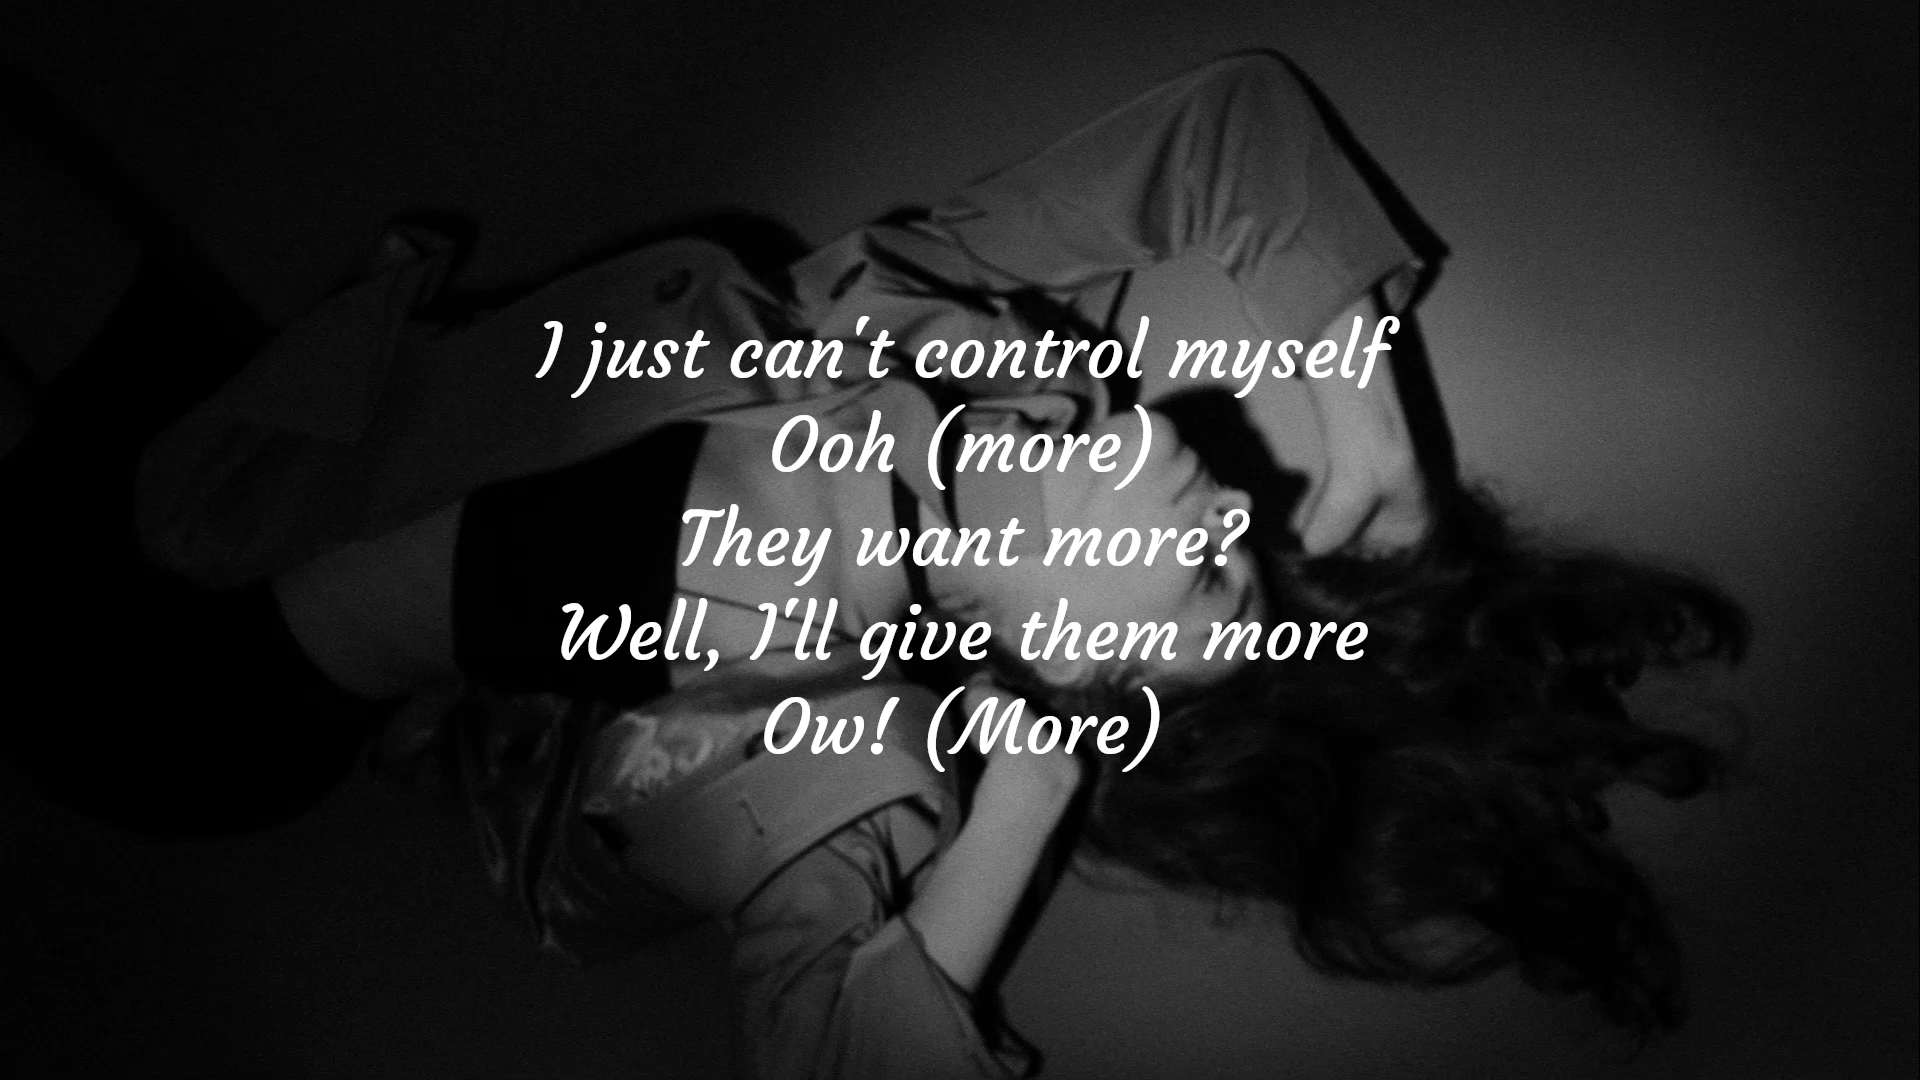 I just can't control myself
Ooh (more)
They want more?
Well, I'll give them more
Ow! (More)